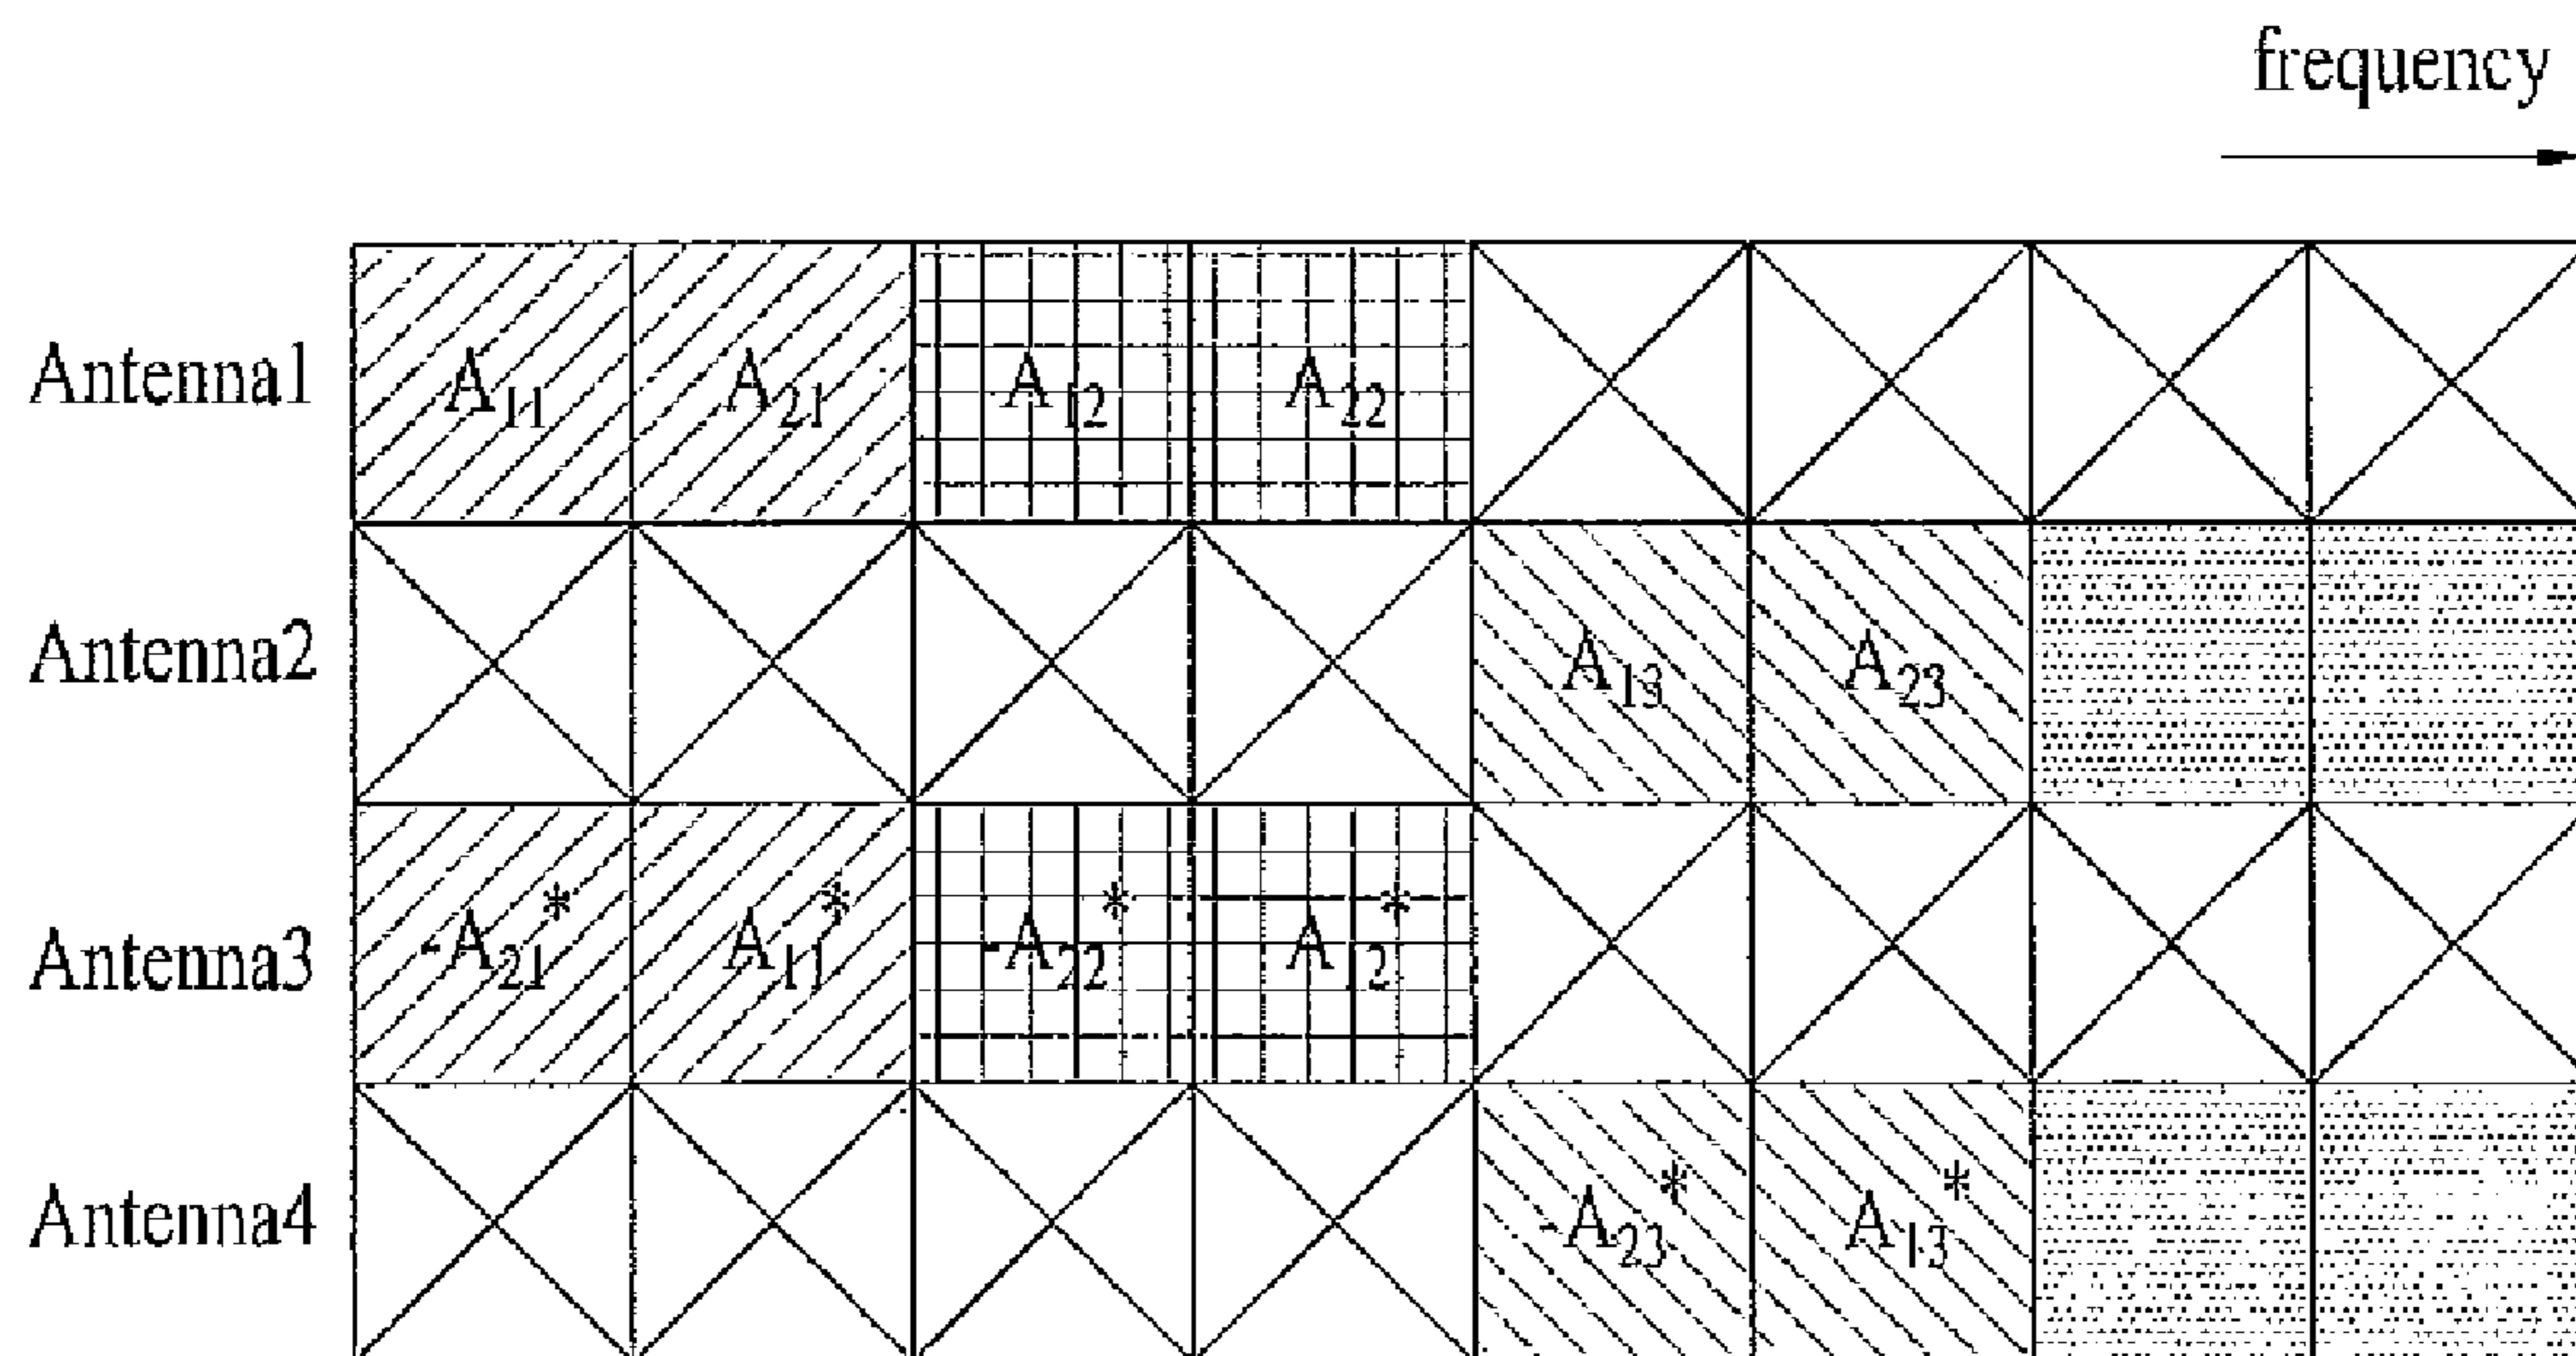 frequency
Antenna1 A11 A21 A12 A22
Antenna2 A13 A23
Antenna3 -A21* A11* -A22* A12*
Antenna4 -A23* A13*